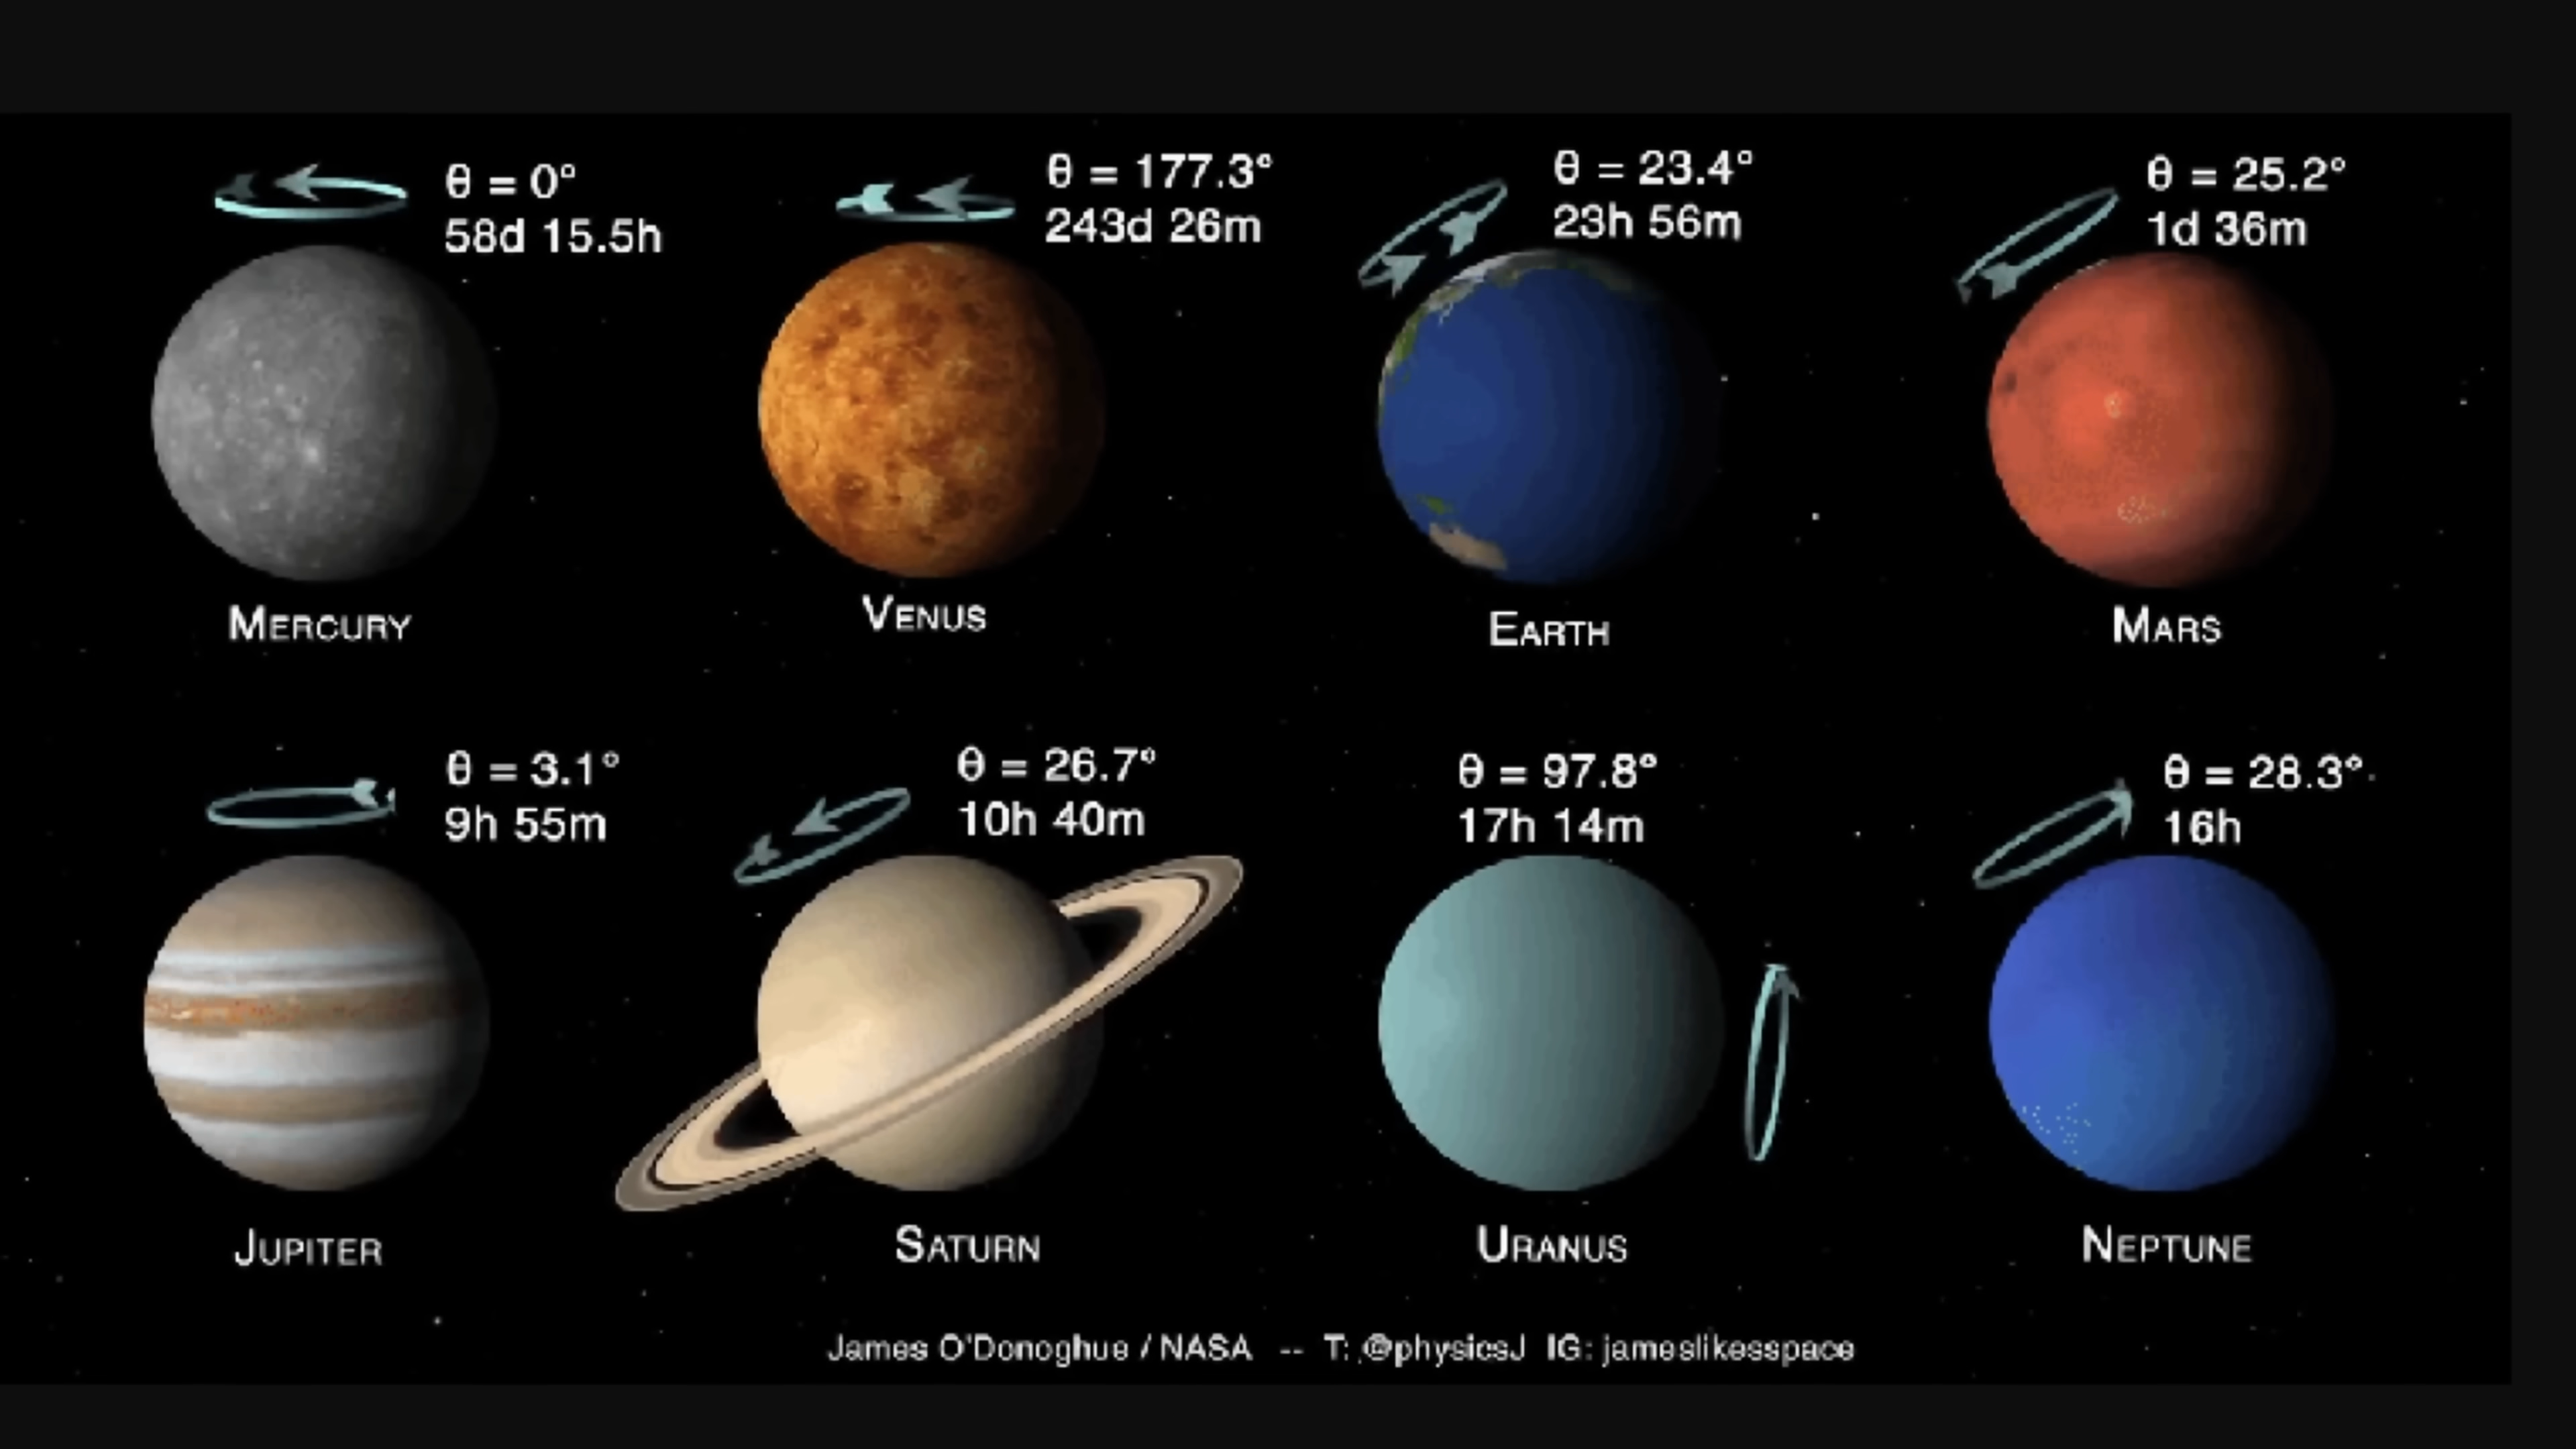 θ = 0°
58d 15.5h
MERCURY
θ = 177.3°
243d 26m
VENUS
θ = 23.4°
23h 56m
EARTH
θ = 25.2°
1d 36m
MARS
θ = 3.1°
9h 55m
JUPITER
θ = 26.7°
10h 40m
SATURN
θ = 97.8°
17h 14m
URANUS
θ = 28.3°
16h
NEPTUNE
James O'Donoghue / NASA -- T: @physicsJ IG: jameslikesspace